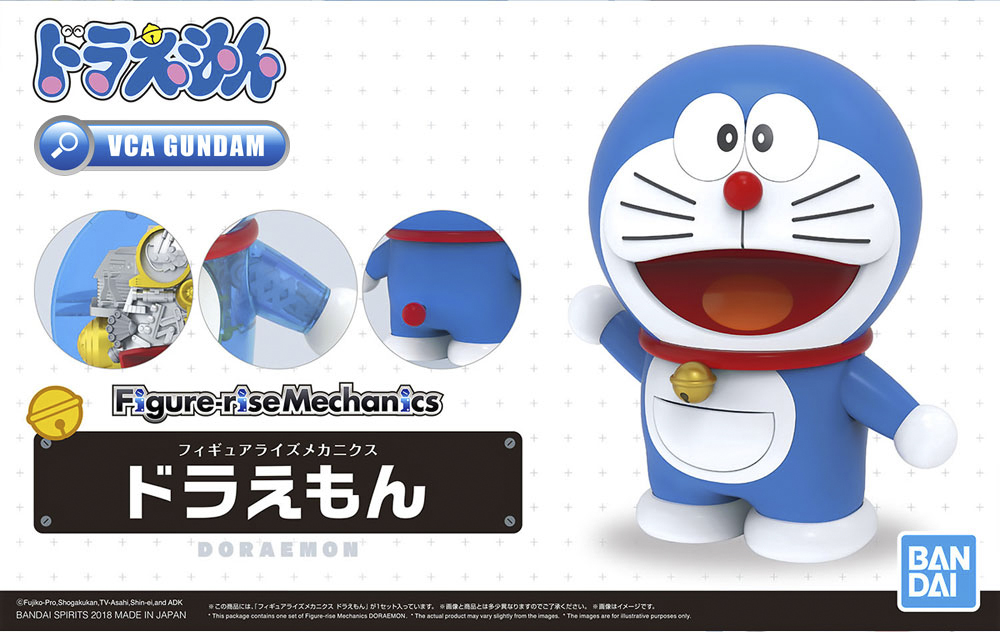 ドラえもん
VCA GUNDAM
Figure-riseMechanics
フィギュアライズメカニクス
ドラえもん
DORAEMON
BAN
DAI
©Fujiko-Pro,Shogakukan,TV-Asahi,Shin-ei,and ADK
BANDAI SPIRITS 2018 MADE IN JAPAN
※この商品には、「フィギュアライズメカニクス ドラえもん」が1セット入っています。 ※画像と商品とは多少異なりますのでご了承ください。 ※画像はイメージです。
* This package contains one set of Figure-rise Mechanics DORAEMON. * The actual product may vary slightly from the images. * The images are for illustrative purposes only.